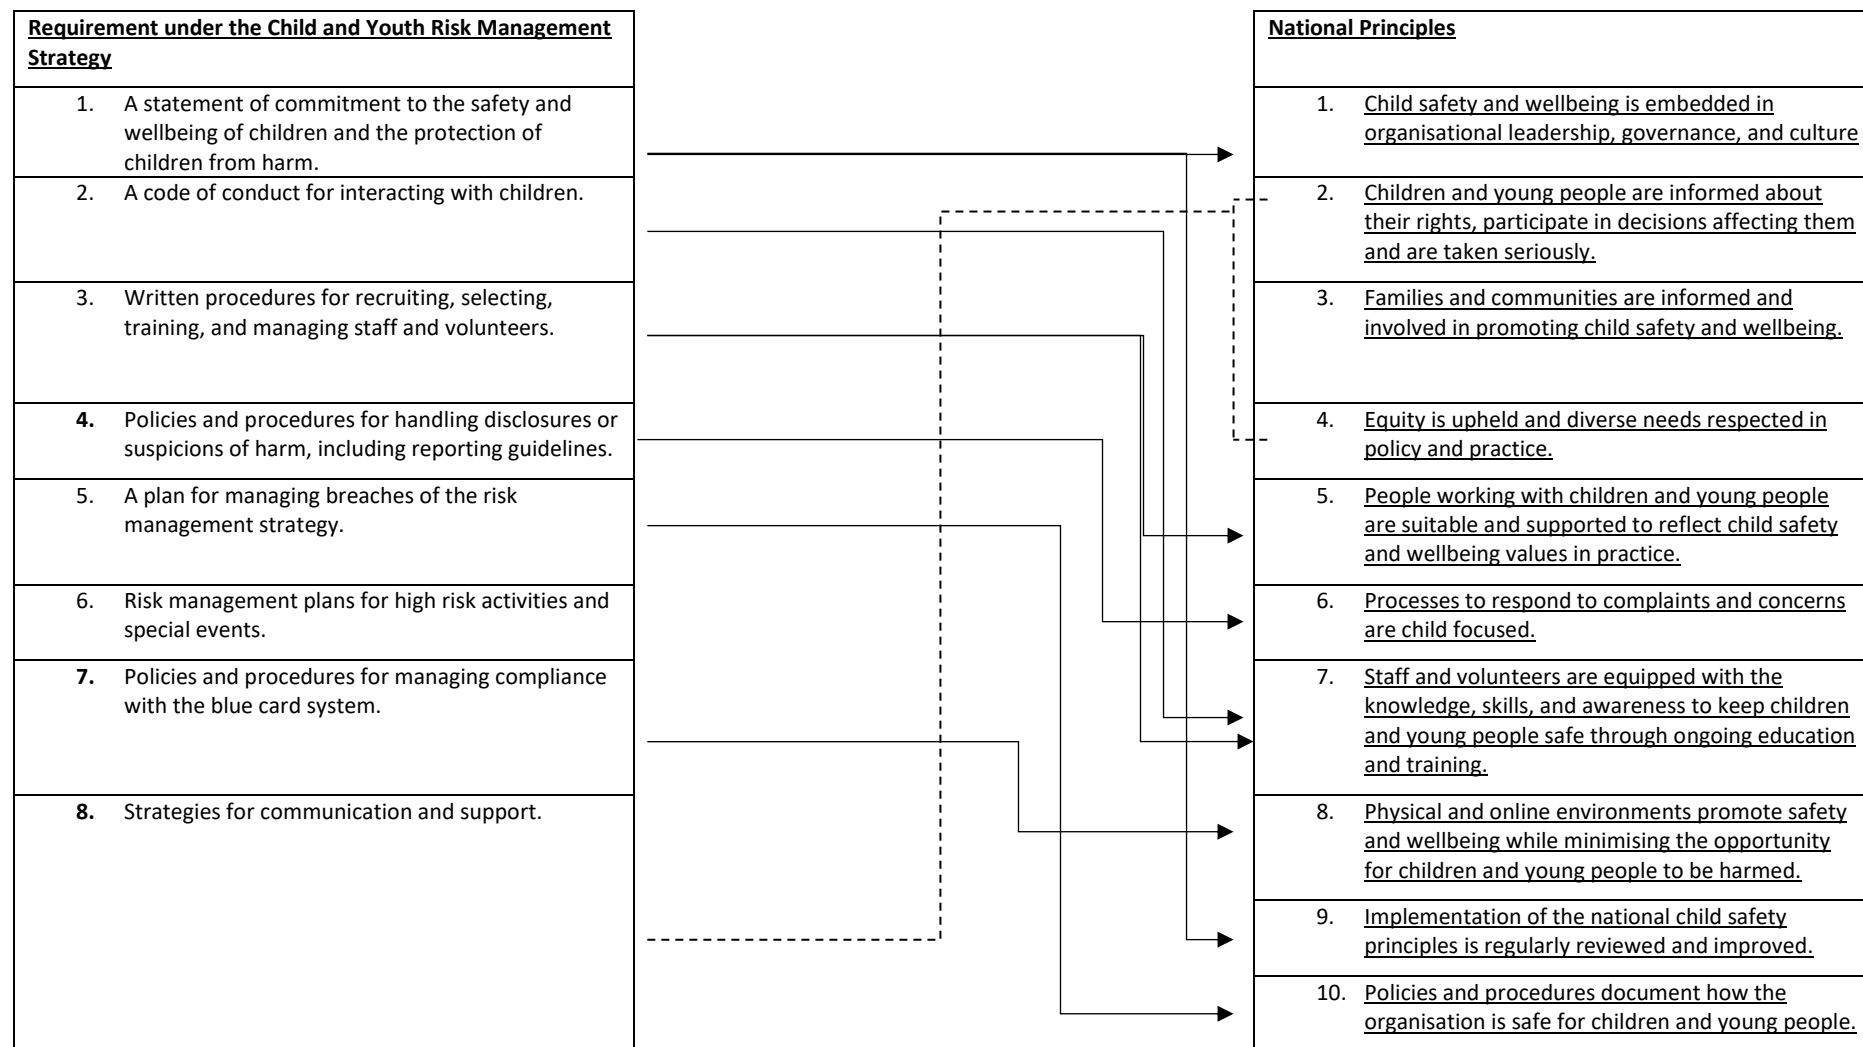 Requirement under the Child and Youth Risk Management
Strategy
1. A statement of commitment to the safety and
wellbeing of children and the protection of
children from harm.
2. A code of conduct for interacting with children.
3. Written procedures for recruiting, selecting,
training, and managing staff and volunteers.
4. Policies and procedures for handling disclosures or
suspicions of harm, including reporting guidelines.
5. A plan for managing breaches of the risk
management strategy.
6. Risk management plans for high risk activities and
special events.
7. Policies and procedures for managing compliance
with the blue card system.
8. Strategies for communication and support.
National Principles
1. Child safety and wellbeing is embedded in
organisational leadership, governance, and culture
2. Children and young people are informed about
their rights, participate in decisions affecting them
and are taken seriously.
3. Families and communities are informed and
involved in promoting child safety and wellbeing.
4. Equity is upheld and diverse needs respected in
policy and practice.
5. People working with children and young people
are suitable and supported to reflect child safety
and wellbeing values in practice.
6. Processes to respond to complaints and concerns
are child focused.
7. Staff and volunteers are equipped with the
knowledge, skills, and awareness to keep children
and young people safe through ongoing education
and training.
8. Physical and online environments promote safety
and wellbeing while minimising the opportunity
for children and young people to be harmed.
9. Implementation of the national child safety
principles is regularly reviewed and improved.
10. Policies and procedures document how the
organisation is safe for children and young people.